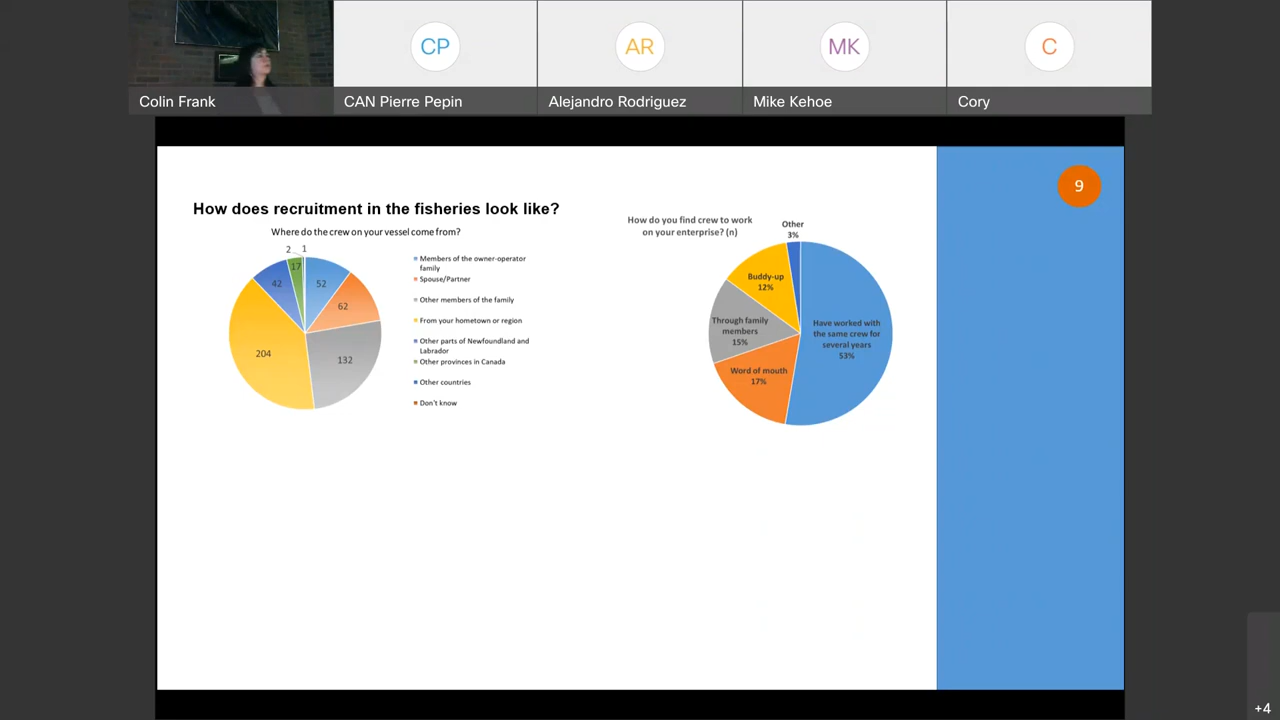 CP
AR
MK
C
Colin Frank
CAN Pierre Pepin
Alejandro Rodriguez
Mike Kehoe
Cory
9
How does recruitment in the fisheries look like?
Where do the crew on your vessel come from?
2
1
17
52
42
62
204
132
Members of the owner-operator
family
Spouse/Partner
Other members of the family
From your hometown or region
Other parts of Newfoundland and
Labrador
Other provinces in Canada
Other countries
Don't know
How do you find crew to work
on your enterprise? (n)
Other
3%
Buddy-up
12%
Through family
members
15%
Word of mouth
17%
Have worked with
the same crew for
several years
53%
+4